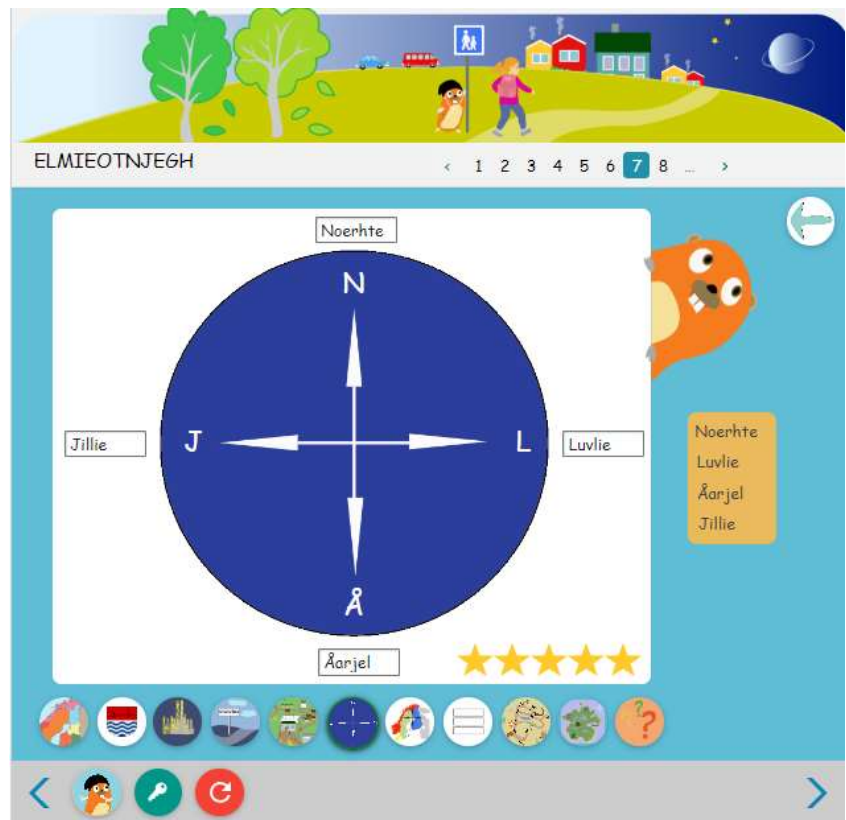 ELMIEOTNJEGH
‹ 1 2 3 4 5 6 7 8 … ›
Noerhte
N
Jillie
J
L
Luvlie
Å
Åarjel
Noerhte
Luvlie
Åarjel
Jillie